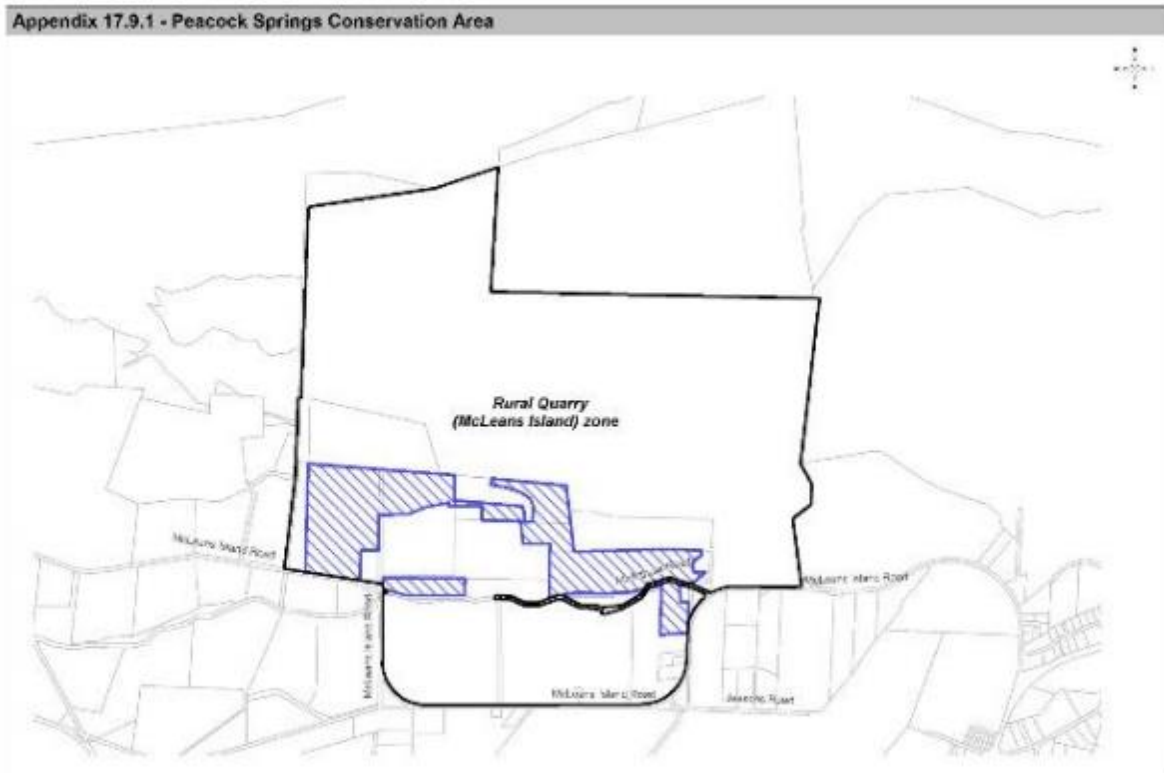 Appendix 17.9.1 - Peacock Springs Conservation Area
Rural Quarry
(McLeans Island) zone
McLeans Island Road
McLeans Island Road
McLeans Island Road
McLeans Island Road